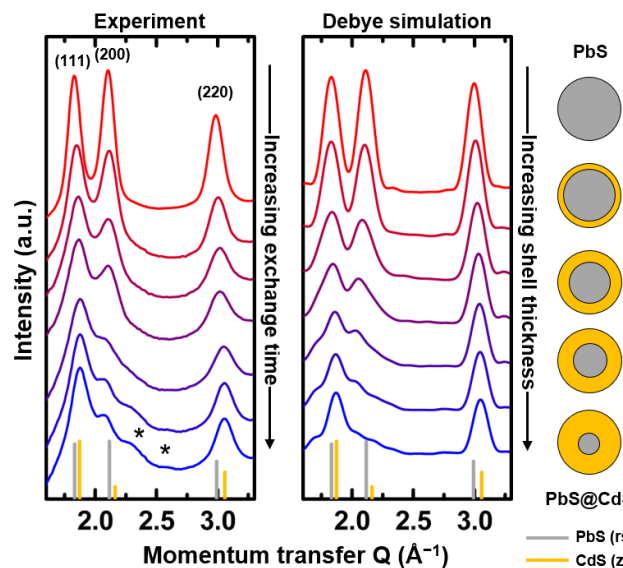 Experiment
Debye simulation
PbS
(111)
(200)
(220)
Intensity (a.u.)
Increasing exchange time
Increasing shell thickness
*
*
2.0
2.5
3.0
2.0
2.5
3.0
Momentum transfer Q (Å⁻¹)
PbS@Cd
PbS (r
CdS (z